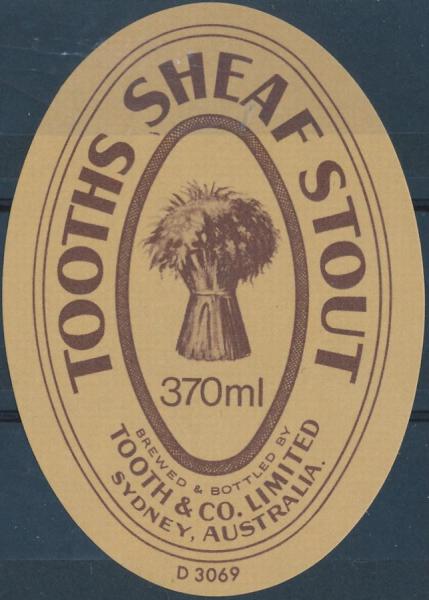 TOOTHS SHEAF STOUT
370ml
BREWED & BOTTLED BY
TOOTH & CO. LIMITED
SYDNEY, AUSTRALIA.
D 3069